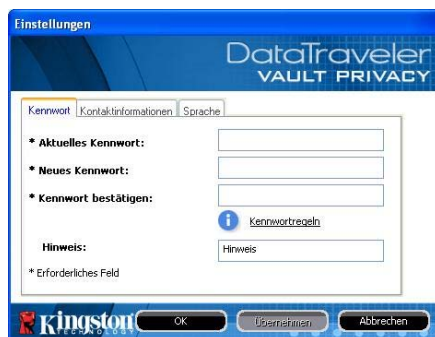 Einstellungen
DataTraveler
VAULT PRIVACY
Kennwort Kontaktinformationen Sprache
* Aktuelles Kennwort:
* Neues Kennwort:
* Kennwort bestätigen:
i Kennwortregeln
Hinweis: Hinweis
* Erforderliches Feld
Kingston OK Übernehmen Abbrechen
TECHNOLOGY